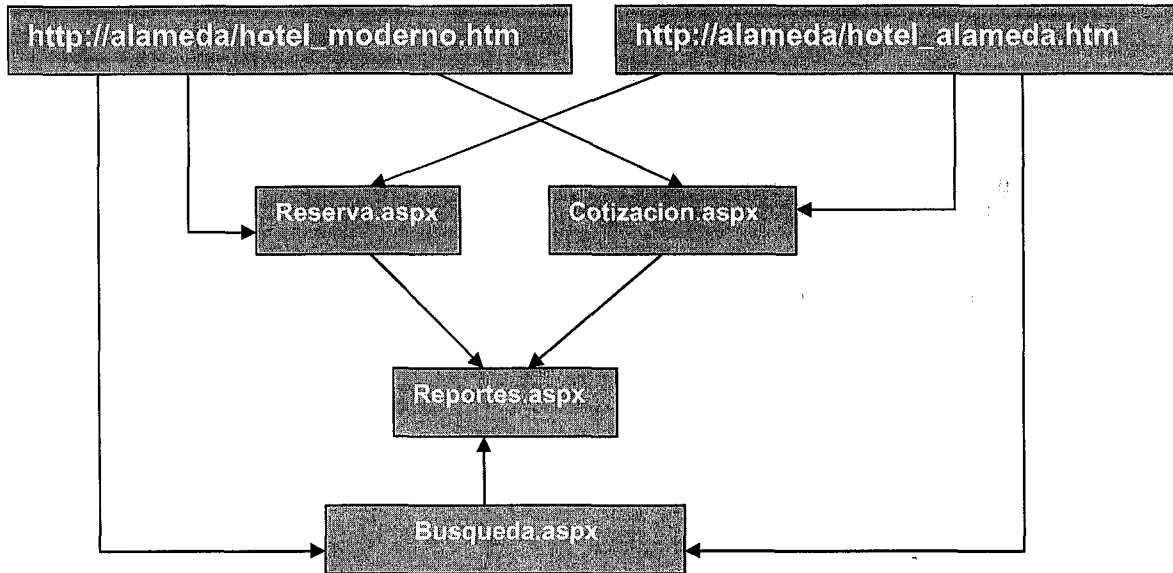 http://alameda/hotel_moderno.htm
http://alameda/hotel_alameda.htm
Reserva.aspx
Cotizacion.aspx
Reportes.aspx
Busqueda.aspx